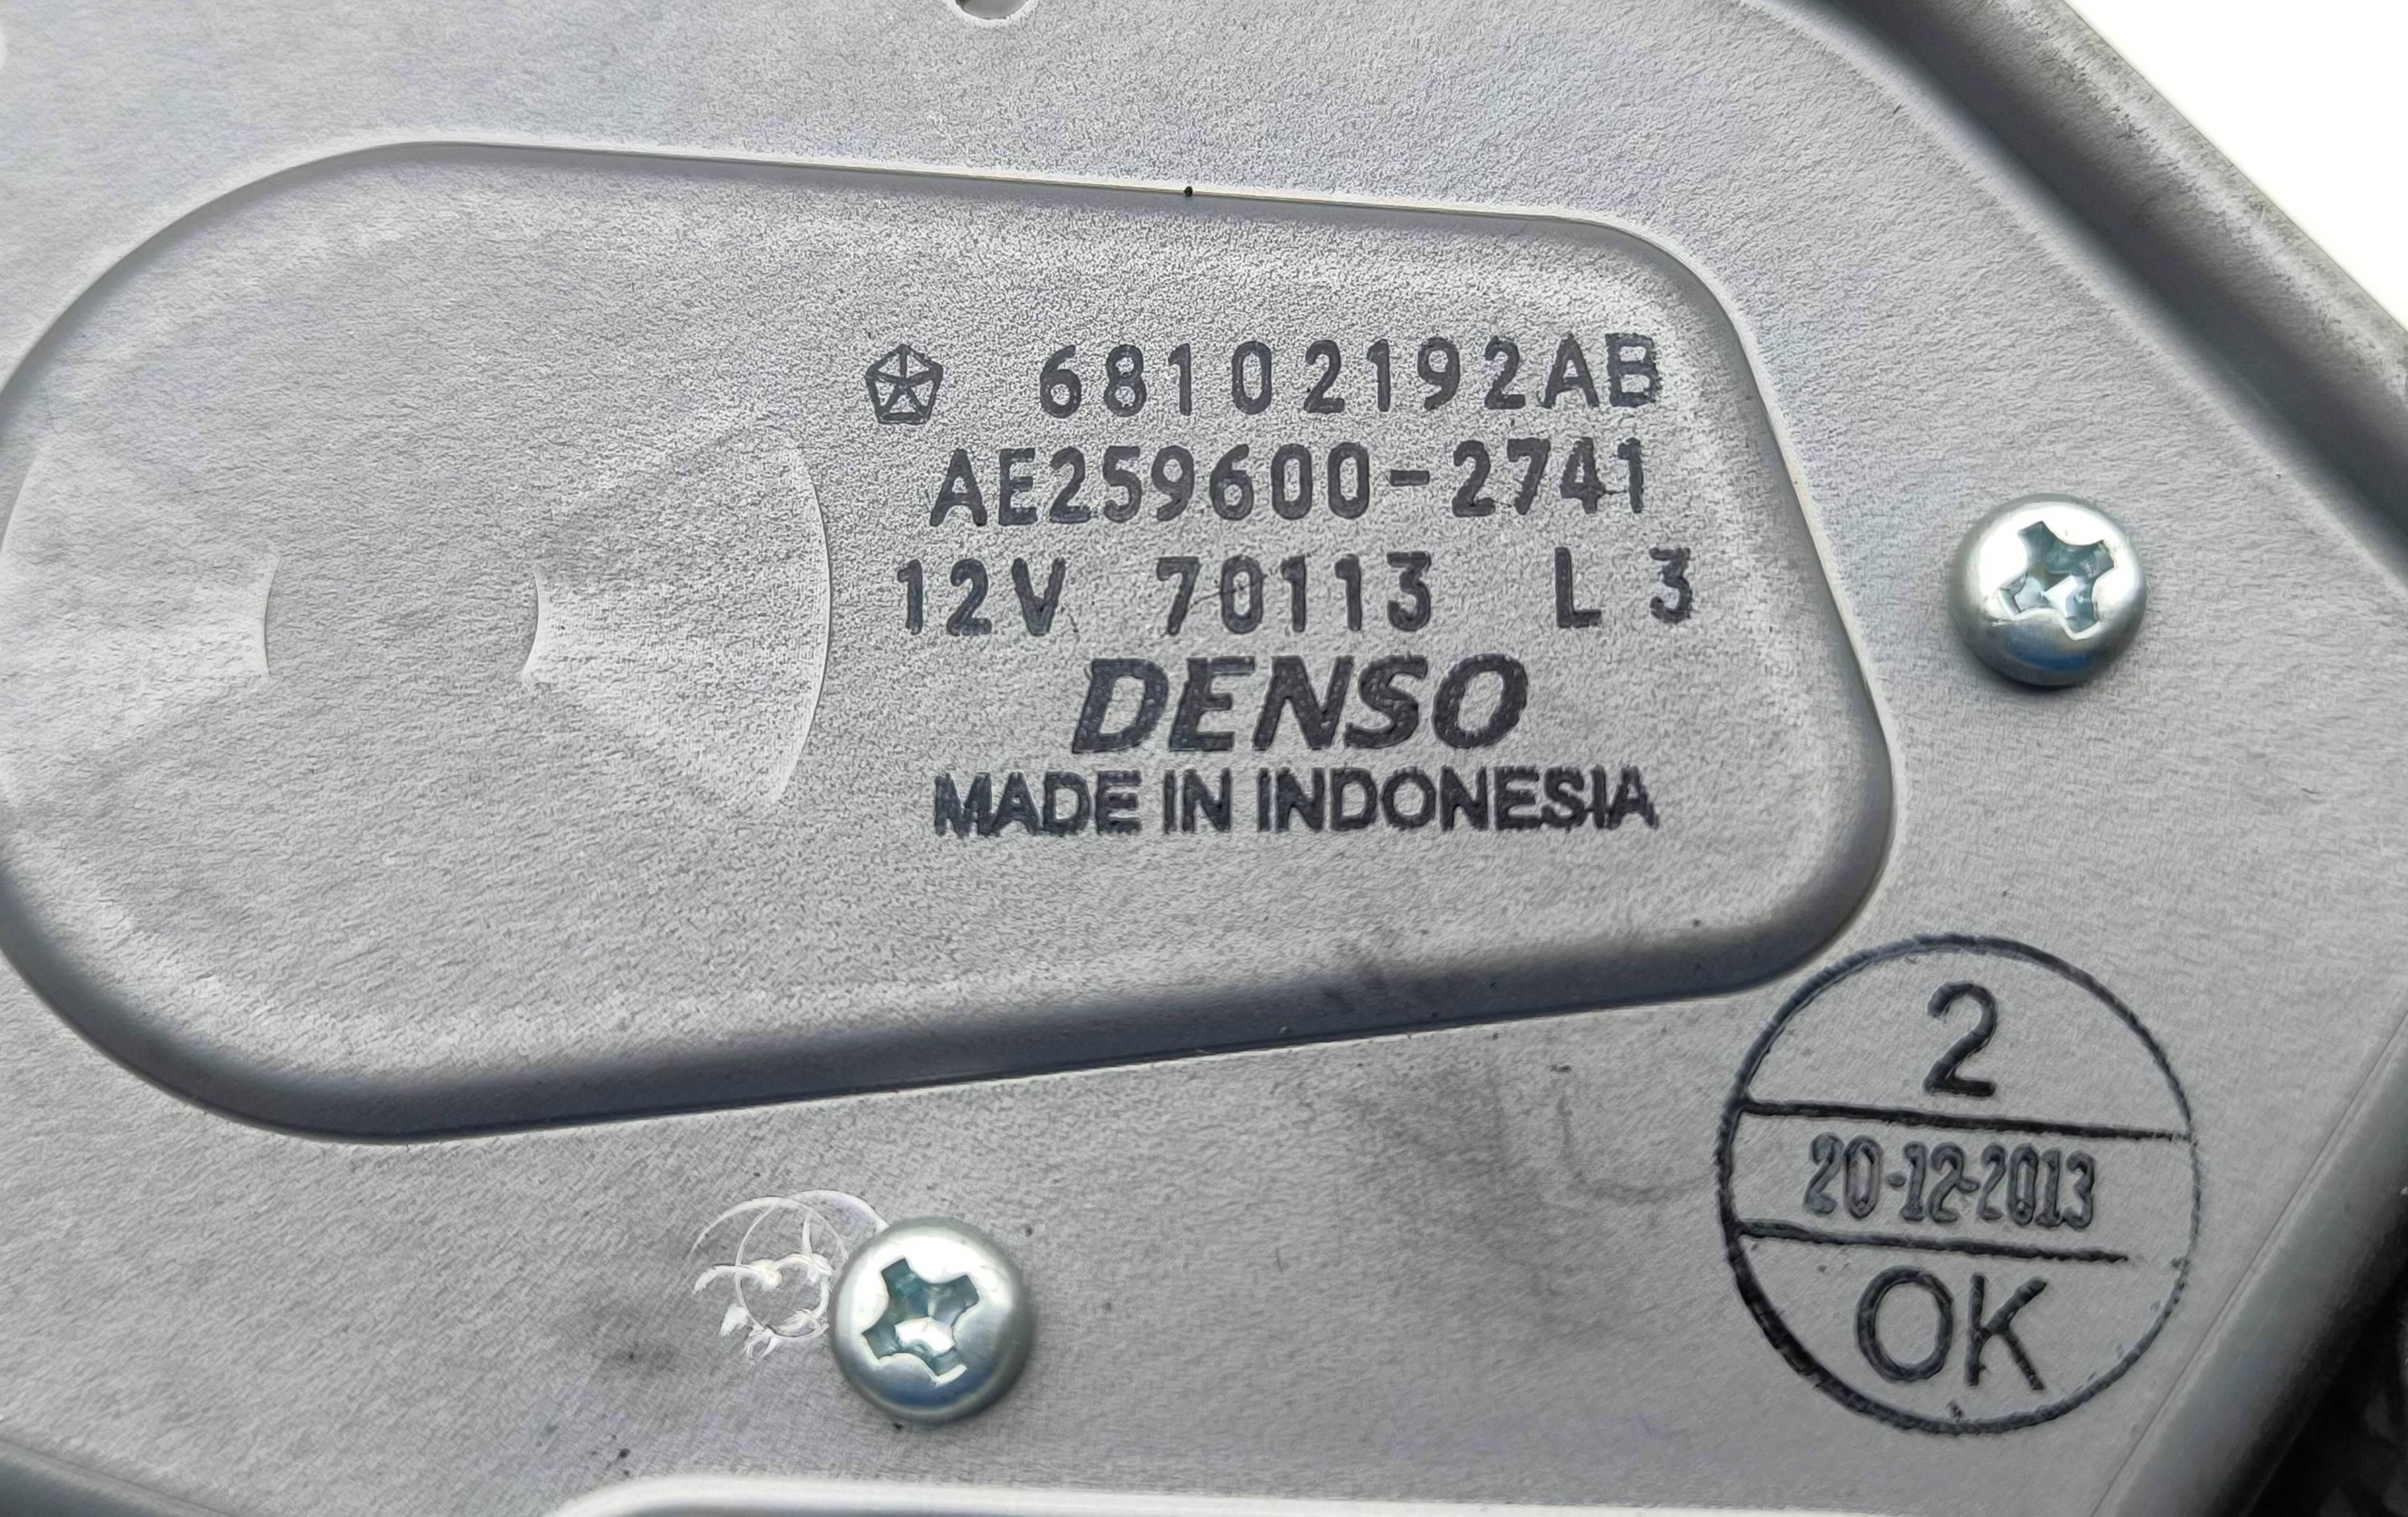 68102192AB
AE259600-2741
12V 70113 L 3
DENSO
MADE IN INDONESIA
2
20-12-2013
OK